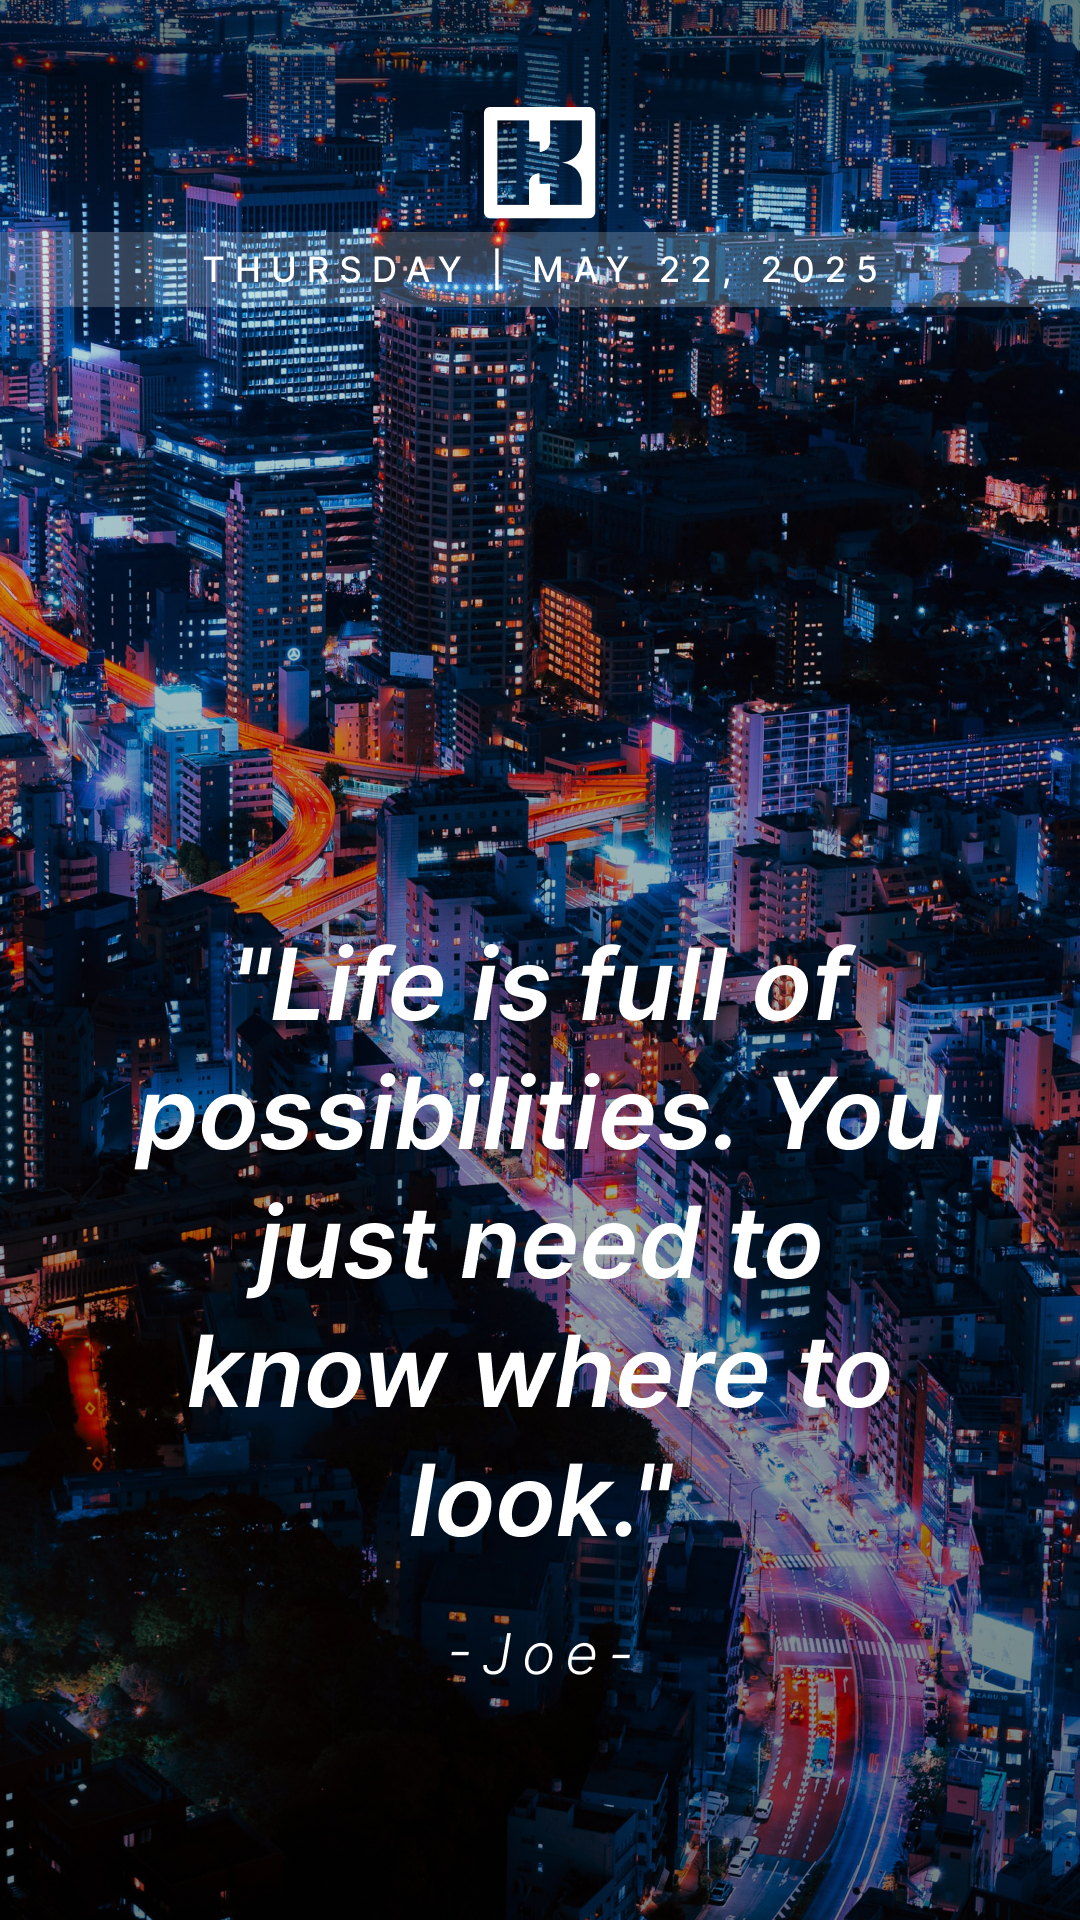 THURSDAY | MAY 22, 2025
"Life is full of
possibilities. You
just need to
know where to
look."
-Joe-